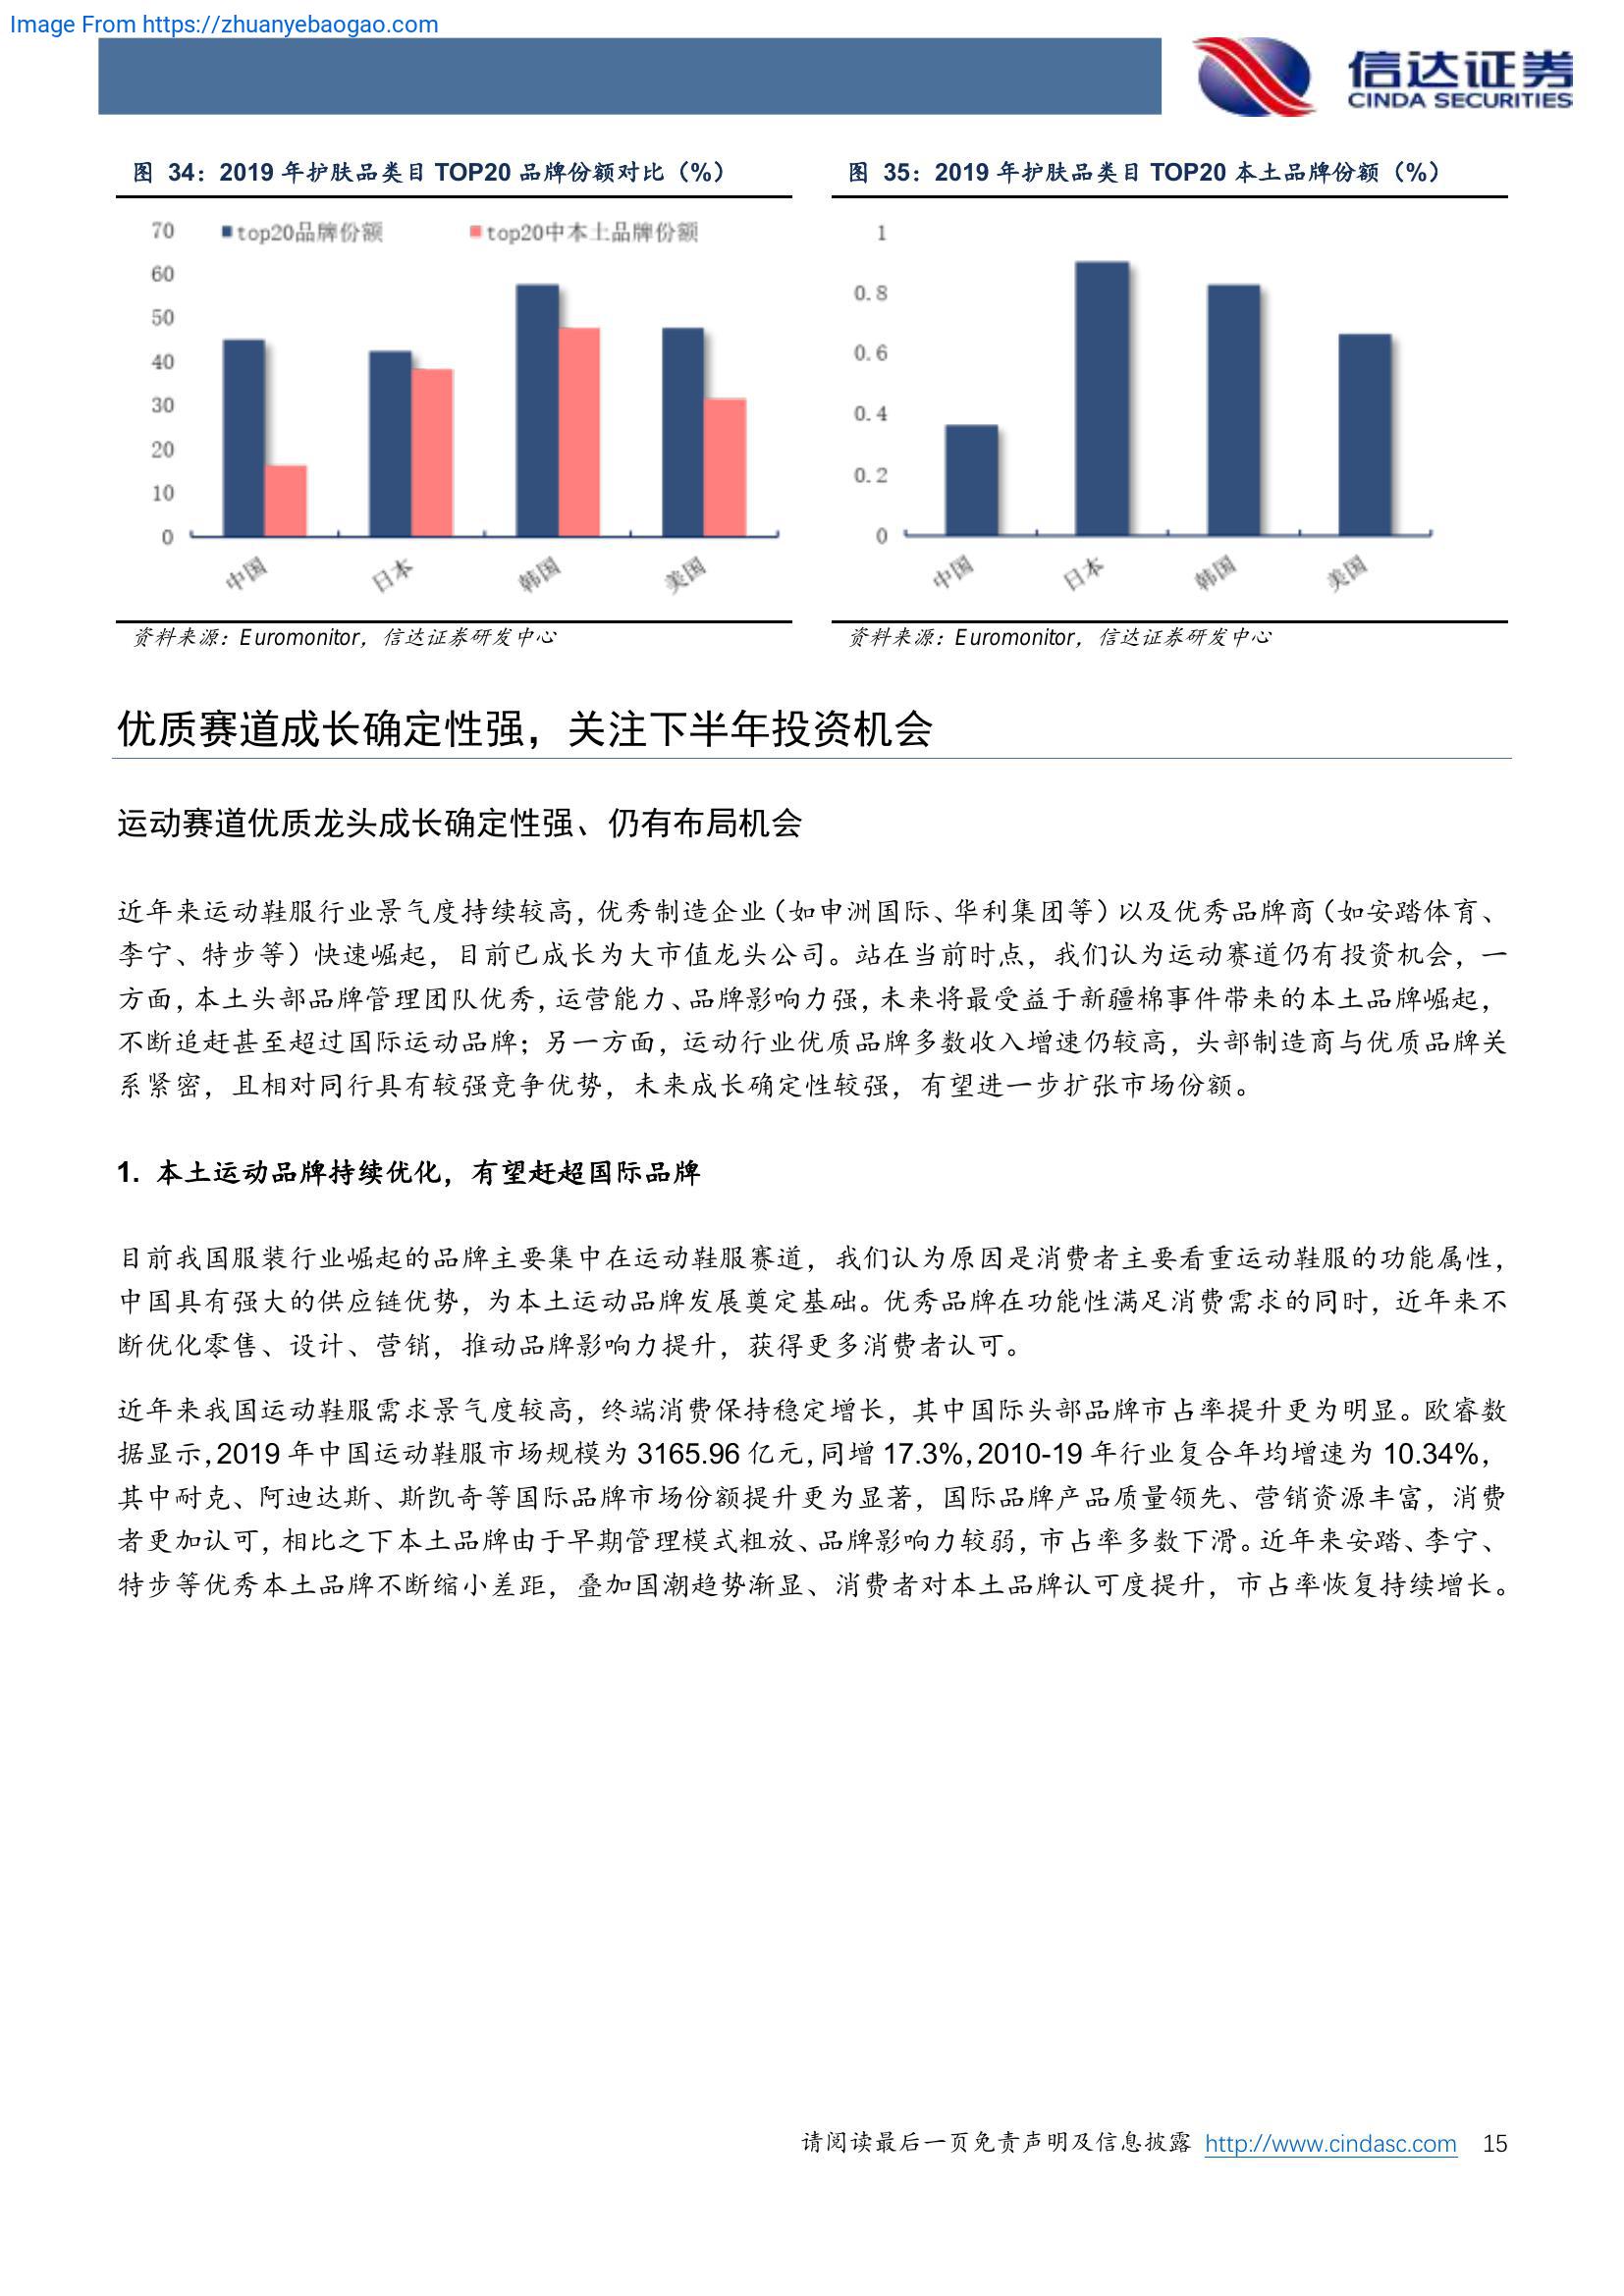 Image From https://zhuanyebaogao.com
信达证券
CINDA SECURITIES
图 34：2019 年护肤品类目 TOP20 品牌份额对比（%）
70
60
50
40
30
20
10
0
top20品牌份额
top20中本土品牌份额
中国
日本
韩国
美国
资料来源：Euromonitor，信达证券研发中心
图 35：2019 年护肤品类目 TOP20 本土品牌份额（%）
1
0.8
0.6
0.4
0.2
0
中国
日本
韩国
美国
资料来源：Euromonitor，信达证券研发中心
优质赛道成长确定性强，关注下半年投资机会
运动赛道优质龙头成长确定性强、仍有布局机会
近年来运动鞋服行业景气度持续较高，优秀制造企业（如申洲国际、华利集团等）以及优秀品牌商（如安踏体育、
李宁、特步等）快速崛起，目前已成长为大市值龙头公司。站在当前时点，我们认为运动赛道仍有投资机会，一
方面，本土头部品牌管理团队优秀，运营能力、品牌影响力强，未来将最受益于新疆棉事件带来的本土品牌崛起，
不断追赶甚至超过国际运动品牌；另一方面，运动行业优质品牌多数收入增速仍较高，头部制造商与优质品牌关
系紧密，且相对同行具有较强竞争优势，未来成长确定性较强，有望进一步扩张市场份额。
1. 本土运动品牌持续优化，有望赶超国际品牌
目前我国服装行业崛起的品牌主要集中在运动鞋服赛道，我们认为原因是消费者主要看重运动鞋服的功能属性，
中国具有强大的供应链优势，为本土运动品牌发展奠定基础。优秀品牌在功能性满足消费需求的同时，近年来不
断优化零售、设计、营销，推动品牌影响力提升，获得更多消费者认可。
近年来我国运动鞋服需求景气度较高，终端消费保持稳定增长，其中国际头部品牌市占率提升更为明显。欧睿数
据显示，2019 年中国运动鞋服市场规模为 3165.96 亿元，同增 17.3%，2010-19 年行业复合年均增速为 10.34%，
其中耐克、阿迪达斯、斯凯奇等国际品牌市场份额提升更为显著，国际品牌产品质量领先、营销资源丰富，消费
者更加认可，相比之下本土品牌由于早期管理模式粗放、品牌影响力较弱，市占率多数下滑。近年来安踏、李宁、
特步等优秀本土品牌不断缩小差距，叠加国潮趋势渐显、消费者对本土品牌认可度提升，市占率恢复持续增长。
请阅读最后一页免责声明及信息披露 http://www.cindasc.com 15